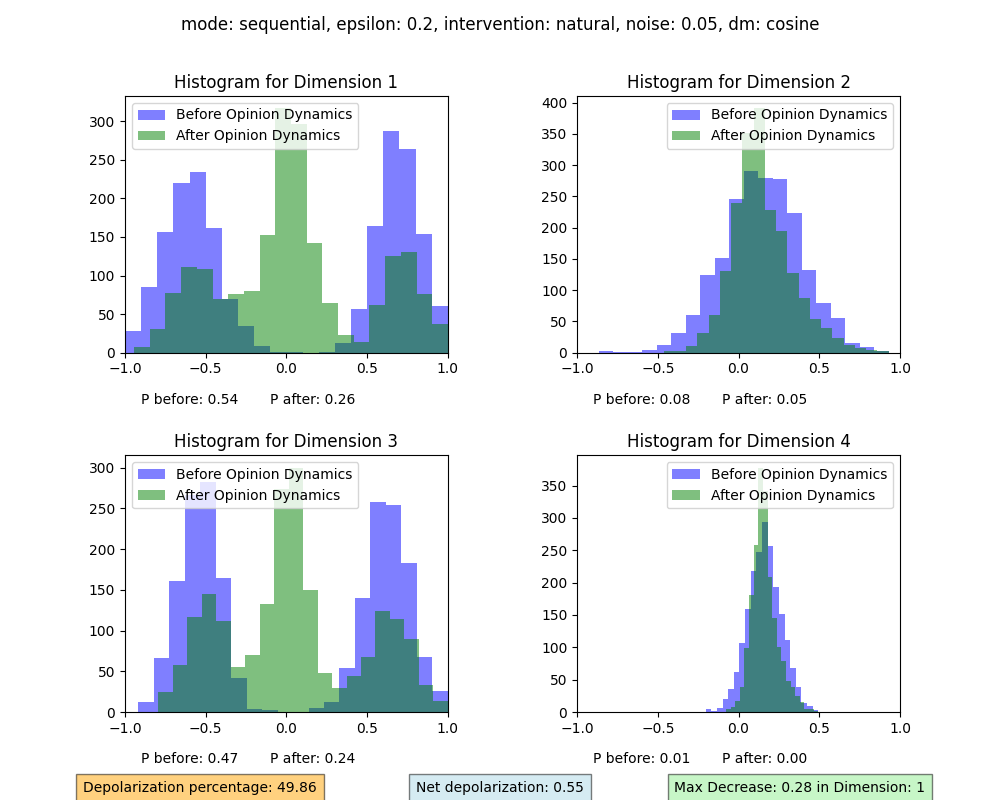 mode: sequential, epsilon: 0.2, intervention: natural, noise: 0.05, dm: cosine
Histogram for Dimension 1
Before Opinion Dynamics
After Opinion Dynamics
300
250
200
150
100
50
0
−1.0 −0.5 0.0 0.5 1.0
P before: 0.54 P after: 0.26
Histogram for Dimension 2
Before Opinion Dynamics
After Opinion Dynamics
400
350
300
250
200
150
100
50
0
−1.0 −0.5 0.0 0.5 1.0
P before: 0.08 P after: 0.05
Histogram for Dimension 3
Before Opinion Dynamics
After Opinion Dynamics
300
250
200
150
100
50
0
−1.0 −0.5 0.0 0.5 1.0
P before: 0.47 P after: 0.24
Histogram for Dimension 4
Before Opinion Dynamics
After Opinion Dynamics
350
300
250
200
150
100
50
0
−1.0 −0.5 0.0 0.5 1.0
P before: 0.01 P after: 0.00
Depolarization percentage: 49.86
Net depolarization: 0.55
Max Decrease: 0.28 in Dimension: 1